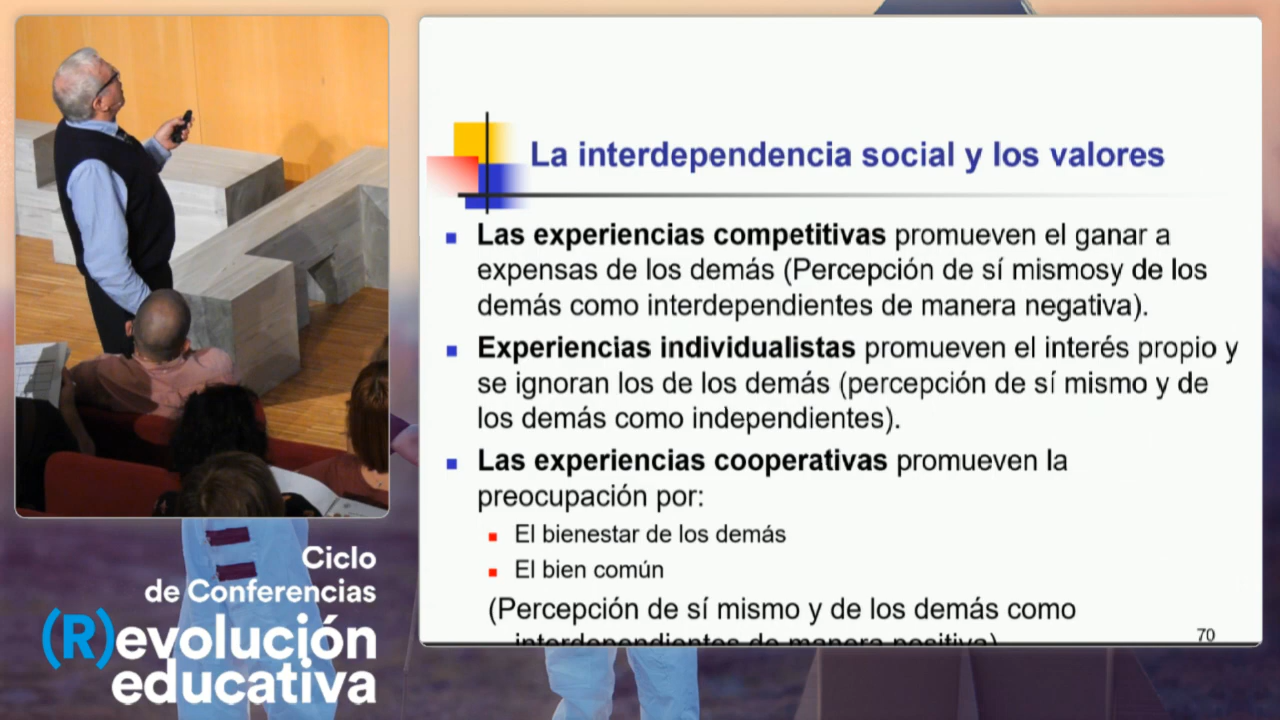 La interdependencia social y los valores
Las experiencias competitivas promueven el ganar a
expensas de los demás (Percepción de sí mismosy de los
demás como interdependientes de manera negativa).
Experiencias individualistas promueven el interés propio y
se ignoran los de los demás (percepción de sí mismo y de
los demás como independientes).
Las experiencias cooperativas promueven la
preocupación por:
El bienestar de los demás
El bien común
(Percepción de sí mismo y de los demás como
interdependientes de manera positiva)
70
Ciclo
de Conferencias
(R)evolución
educativa